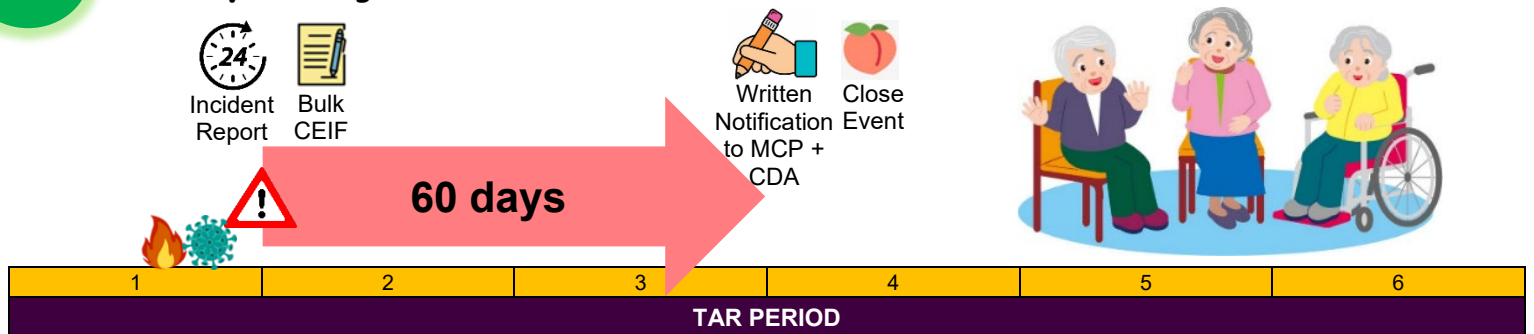 24
Incident
Report
Bulk
CEIF
Written
Notification
to MCP +
CDA
Close
Event
!
60 days
1 2 3 4 5 6
TAR PERIOD